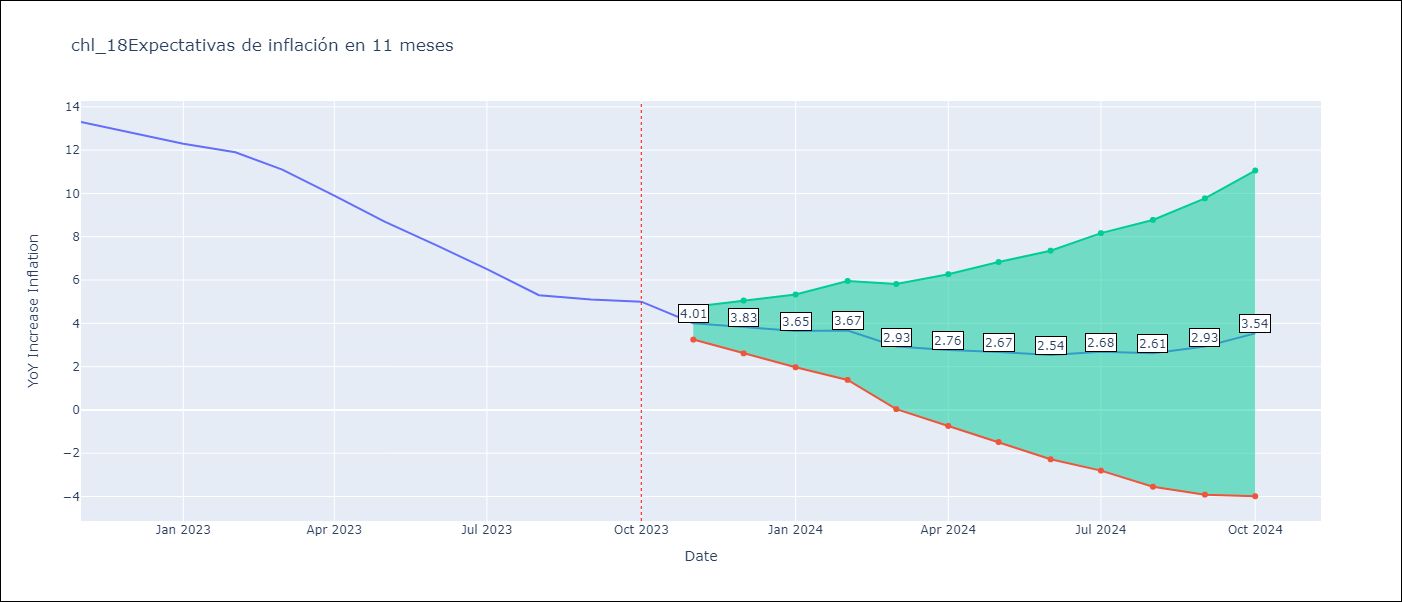 chl_18Expectativas de inflación en 11 meses
YoY Increase Inflation
14
12
10
8
6
4
2
0
−2
−4
4.01
3.83
3.65
3.67
2.93
2.76
2.67
2.54
2.68
2.61
2.93
3.54
Jan 2023
Apr 2023
Jul 2023
Oct 2023
Jan 2024
Apr 2024
Jul 2024
Oct 2024
Date